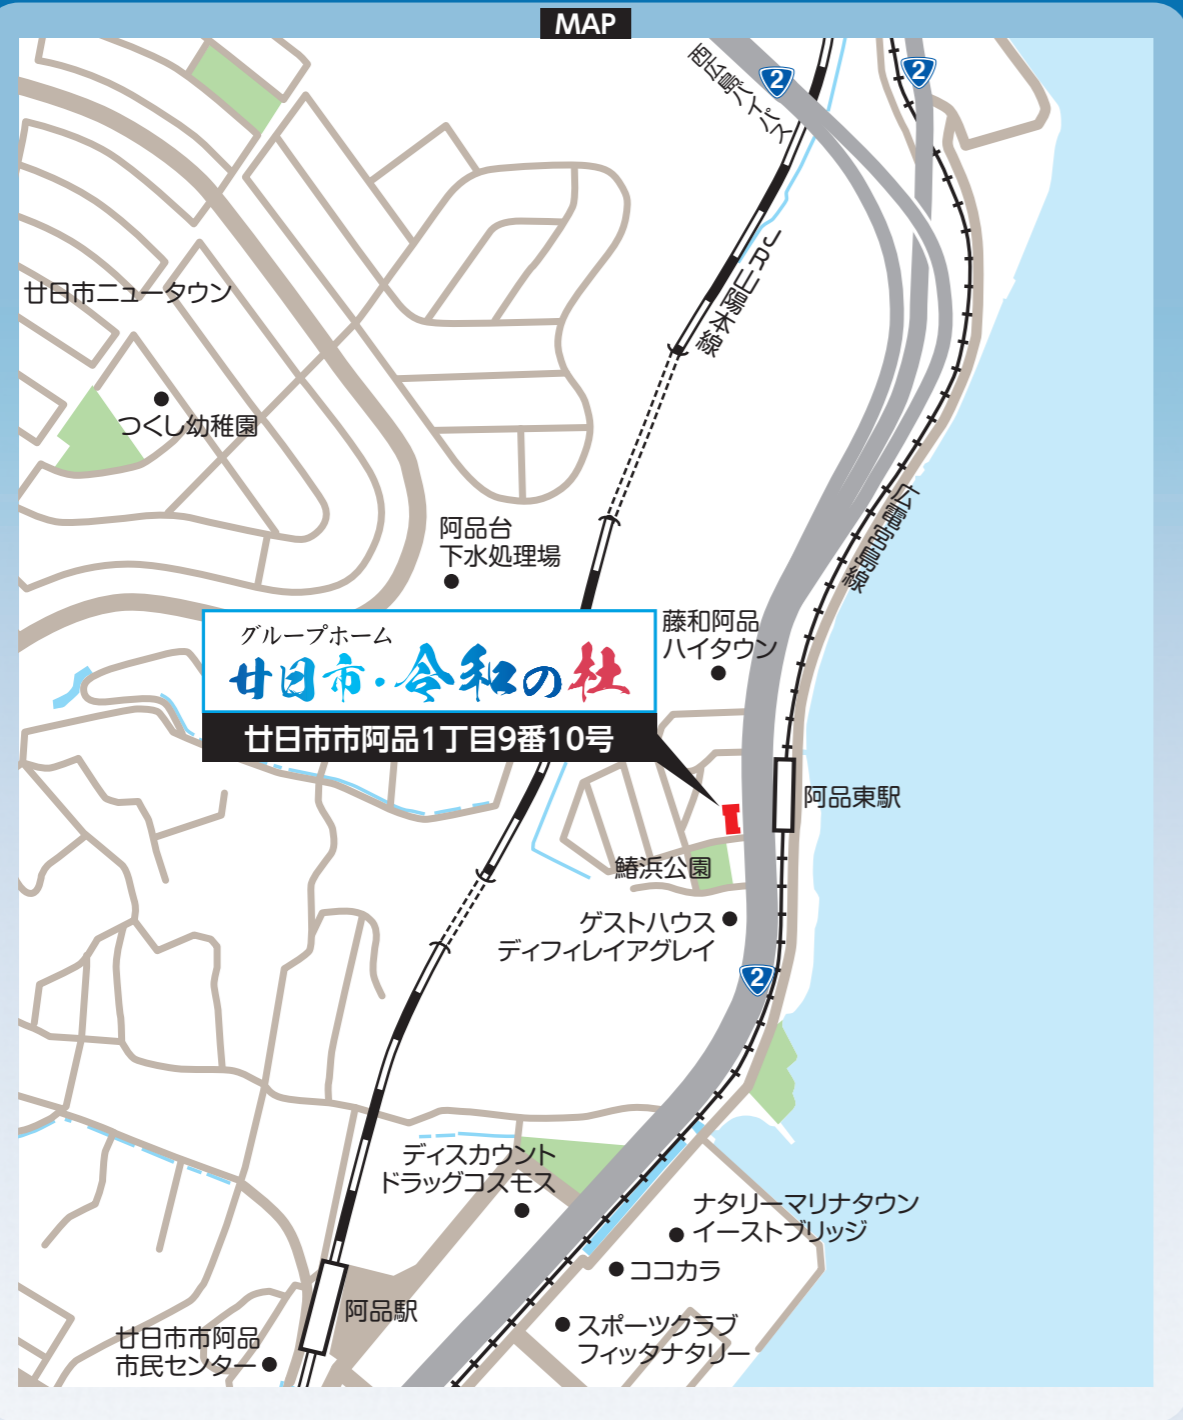 MAP
西広島バイパス
2
2
JR山陽本線
廿日市ニュータウン
つくし幼稚園
広電宮島線
阿品台
下水処理場
グループホーム
廿日市・令和の杜
廿日市市阿品1丁目9番10号
藤和阿品
ハイタウン
阿品東駅
鰆浜公園
ゲストハウス
ディフィレイアグレイ
2
ディスカウント
ドラッグコスモス
ナタリーマリナタウン
イーストブリッジ
ココカラ
阿品駅
スポーツクラブ
フィッタナタリー
廿日市市阿品
市民センター